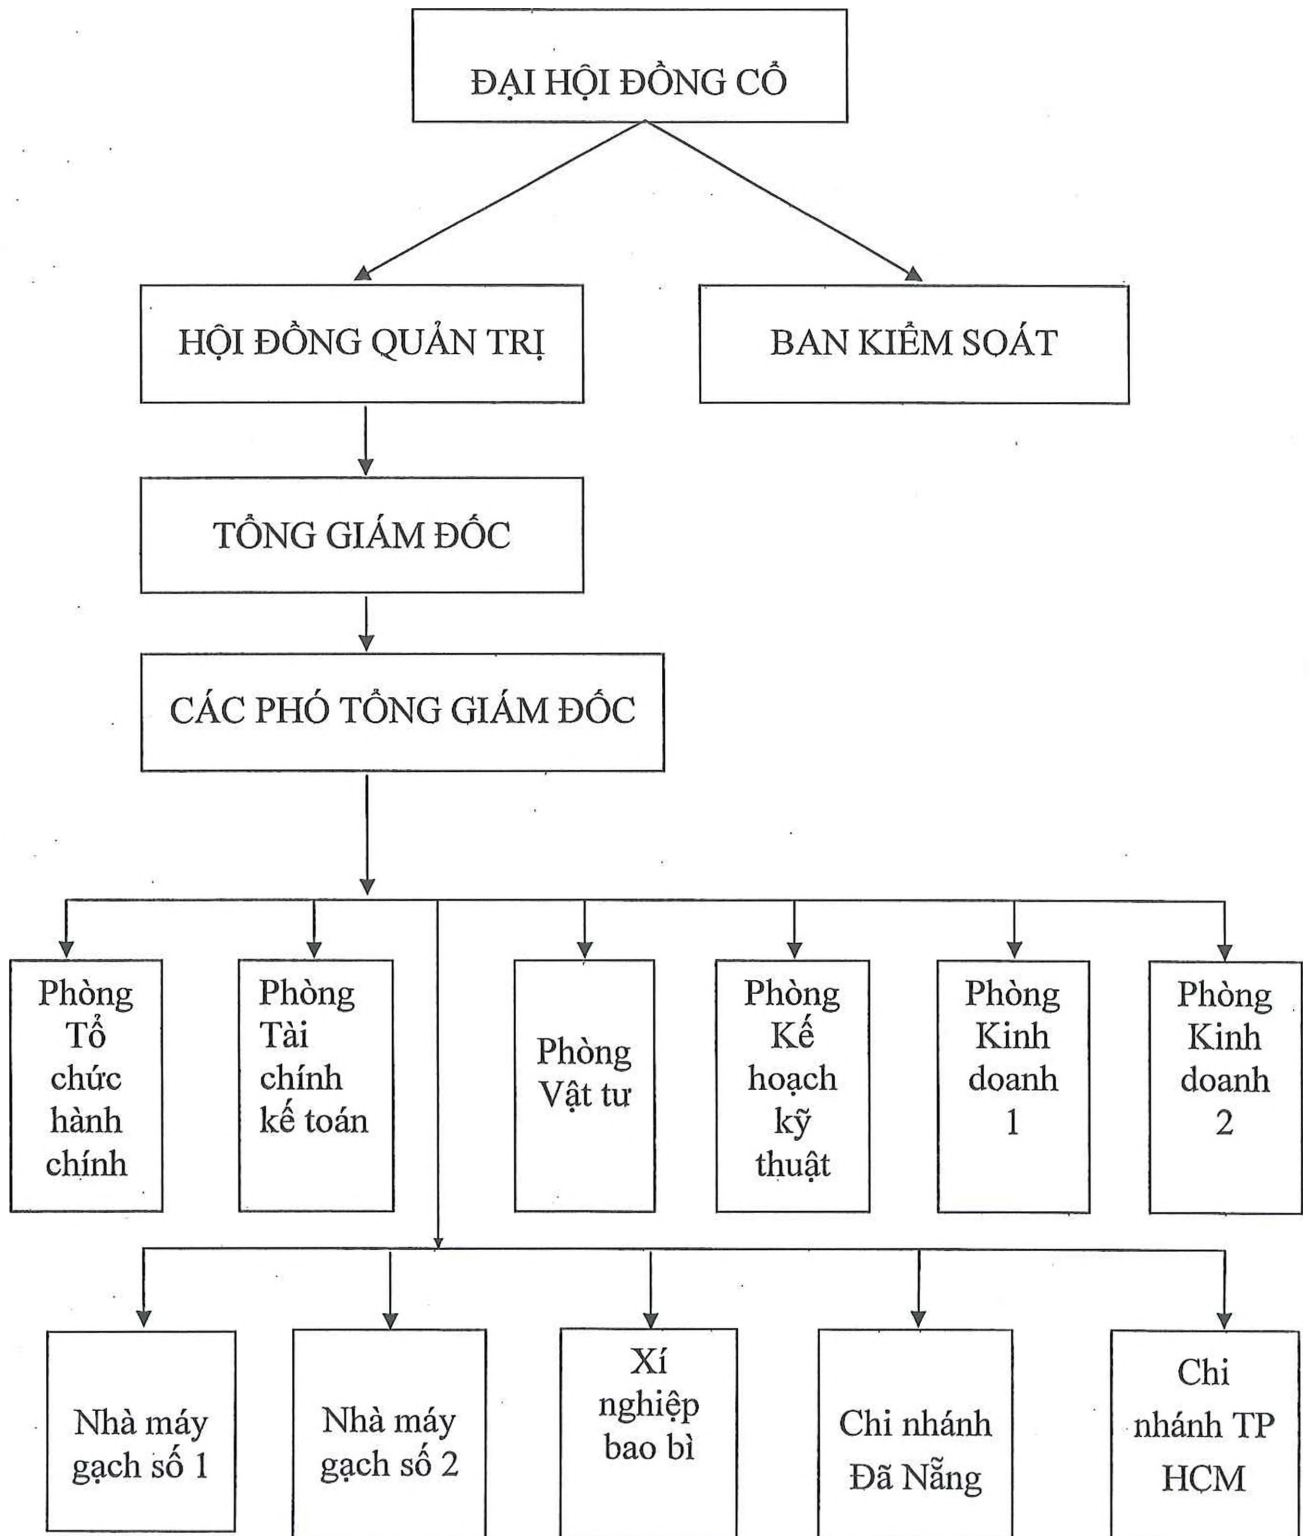 ĐẠI HỘI ĐỒNG CỔ
HỘI ĐỒNG QUẢN TRỊ
BAN KIỂM SOÁT
TỔNG GIÁM ĐỐC
CÁC PHÓ TỔNG GIÁM ĐỐC
Phòng
Tổ
chức
hành
chính
Phòng
Tài
chính
kế toán
Phòng
Vật tư
Phòng
Kế
hoạch
kỹ
thuật
Phòng
Kinh
doanh
1
Phòng
Kinh
doanh
2
Nhà máy
gạch số 1
Nhà máy
gạch số 2
Xí
nghiệp
bao bì
Chi nhánh
Đã Nẵng
Chi
nhánh TP
HCM